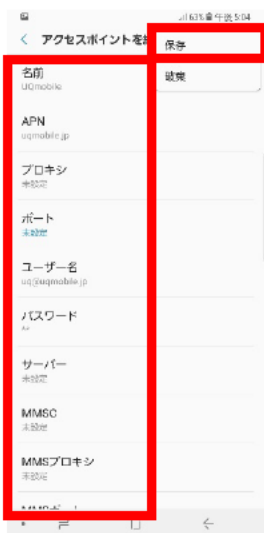 63% 午後 5:04
アクセスポイントを
保存
破棄
名前
UQmobile
APN
uqmobile.jp
プロキシ
未設定
ポート
未設定
ユーザー名
uq@uqmobile.jp
パスワード
サーバー
未設定
MMSC
未設定
MMSプロキシ
未設定